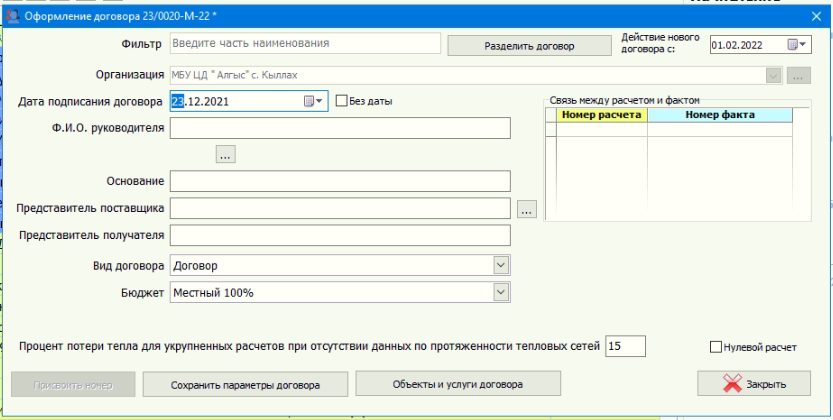 Оформление договора 23/0020-М-22 *
Фильтр Введите часть наименования Разделить договор Действие нового договора с: 01.02.2022
Организация МБУ ЦД " Алгыс" с. Кыллах ...
Дата подписания договора 23.12.2021 Без даты
Связь между расчетом и фактом
Номер расчета Номер факта
Ф.И.О. руководителя
...
Основание
Представитель поставщика ...
Представитель получателя
Вид договора Договор
Бюджет Местный 100%
Процент потери тепла для укрупненных расчетов при отсутствии данных по протяженности тепловых сетей 15 Нулевой расчет
Присвоить номер Сохранить параметры договора Объекты и услуги договора Закрыть